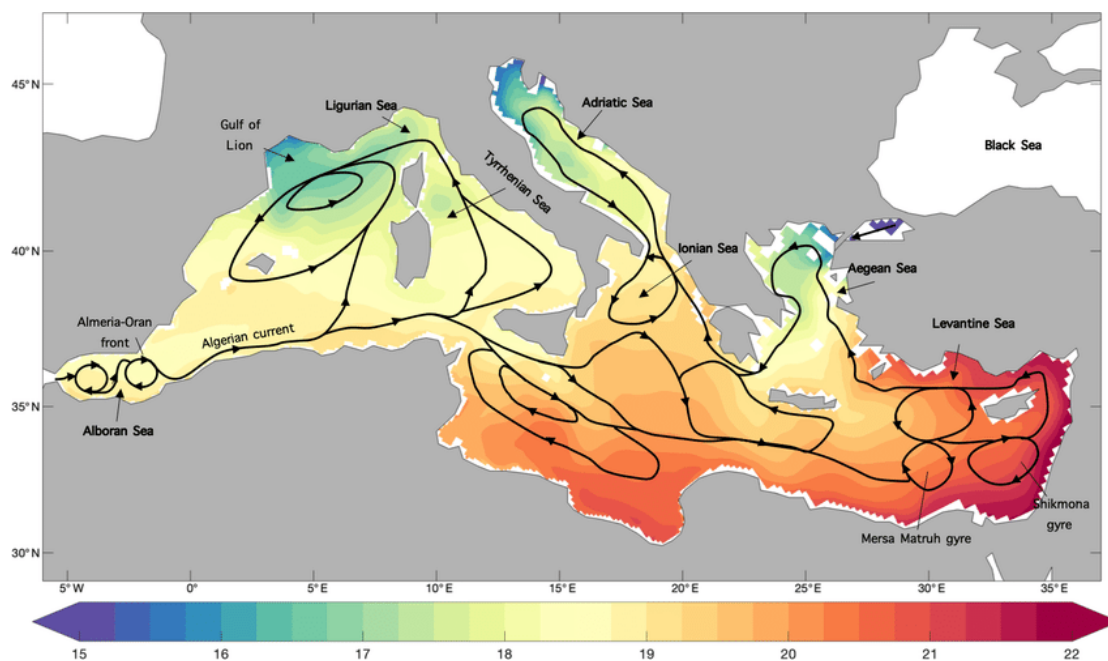 45°N
40°N
35°N
30°N
Gulf of
Lion
Ligurian Sea
Adriatic Sea
Tyrrhenian Sea
Black Sea
Ionian Sea
Aegean Sea
Almeria-Oran
front
Algerian current
Levantine Sea
Alboran Sea
Mersa Matruh gyre
Shikmona
gyre
5°W 0° 5°E 10°E 15°E 20°E 25°E 30°E 35°E
15 16 17 18 19 20 21 22